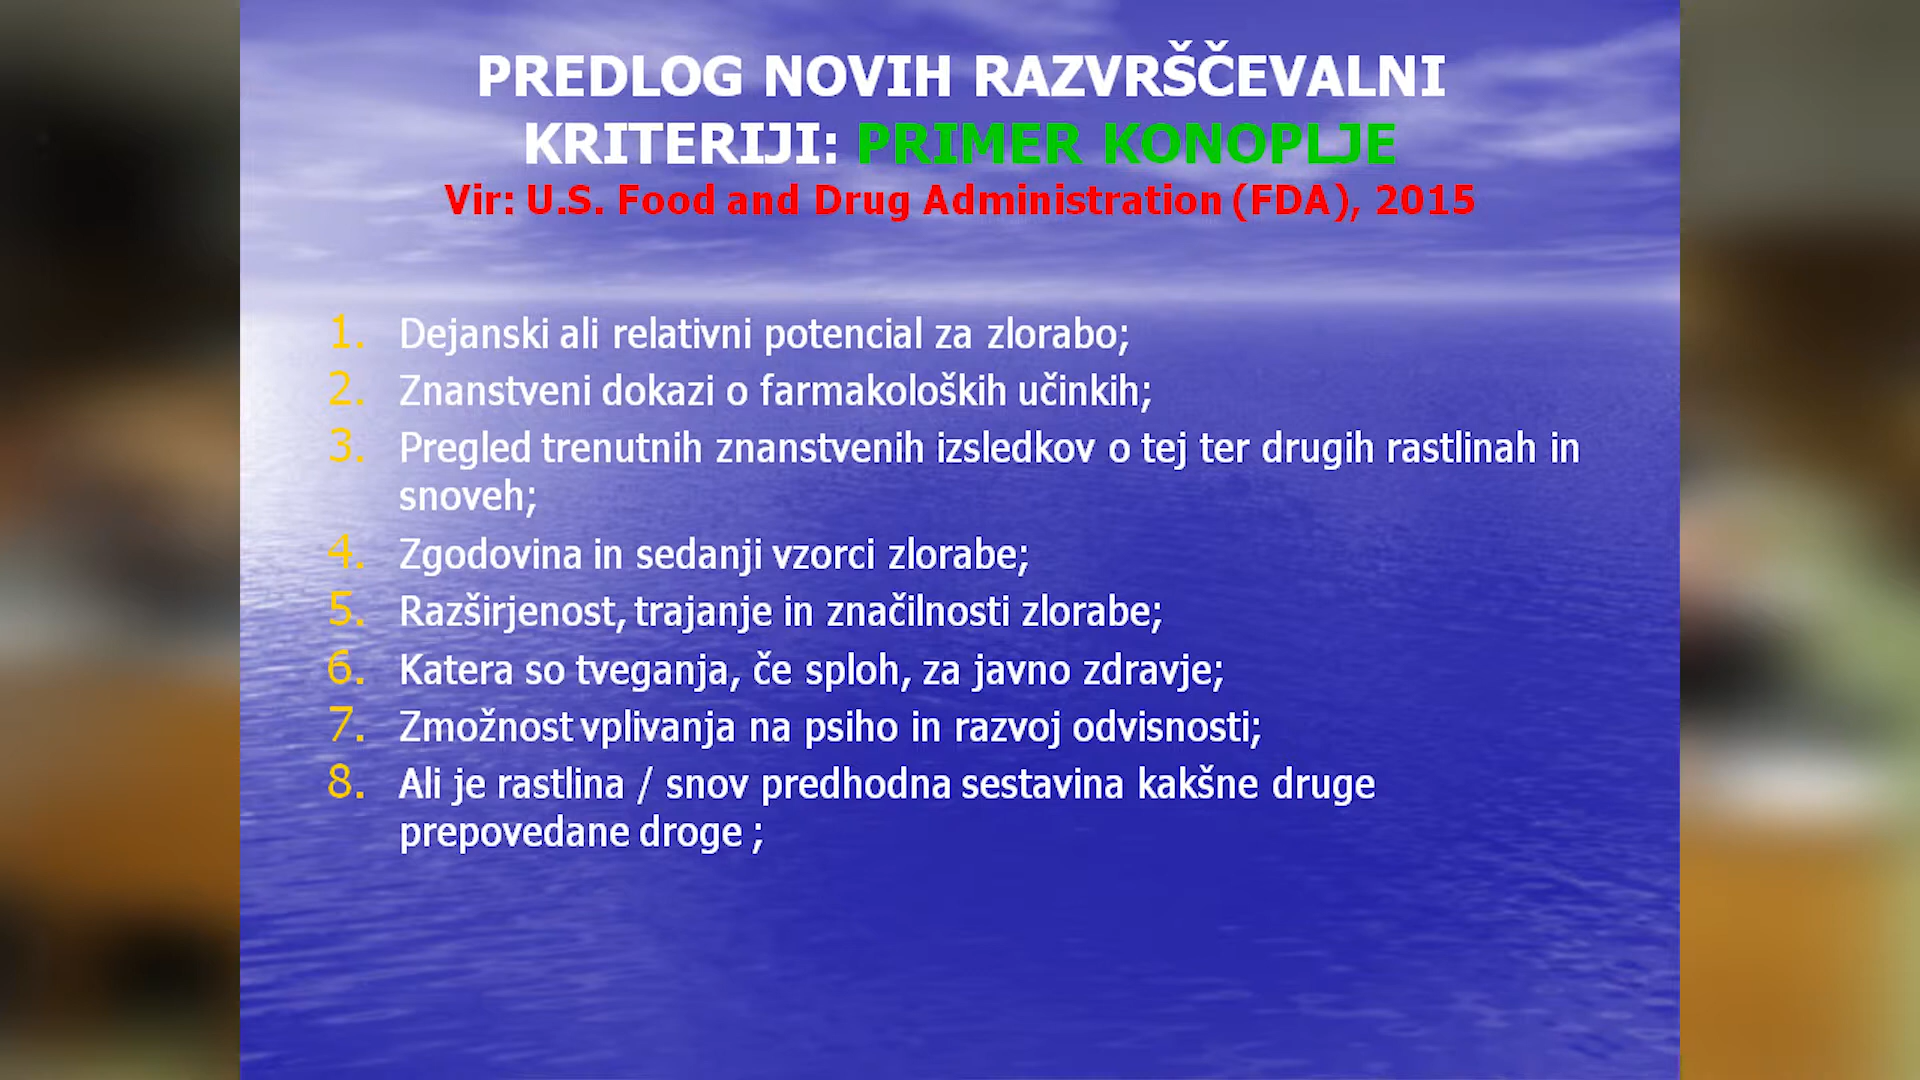 PREDLOG NOVIH RAZVRŠČEVALNI
KRITERIJI: PRIMER KONOPLJE
Vir: U.S. Food and Drug Administration (FDA), 2015
1. Dejanski ali relativni potencial za zlorabo;
2. Znanstveni dokazi o farmakoloških učinkih;
3. Pregled trenutnih znanstvenih izsledkov o tej ter drugih rastlinah in
snoveh;
4. Zgodovina in sedanji vzorci zlorabe;
5. Razširjenost, trajanje in značilnosti zlorabe;
6. Katera so tveganja, če sploh, za javno zdravje;
7. Zmožnost vplivanja na psiho in razvoj odvisnosti;
8. Ali je rastlina / snov predhodna sestavina kakšne druge
prepovedane droge ;